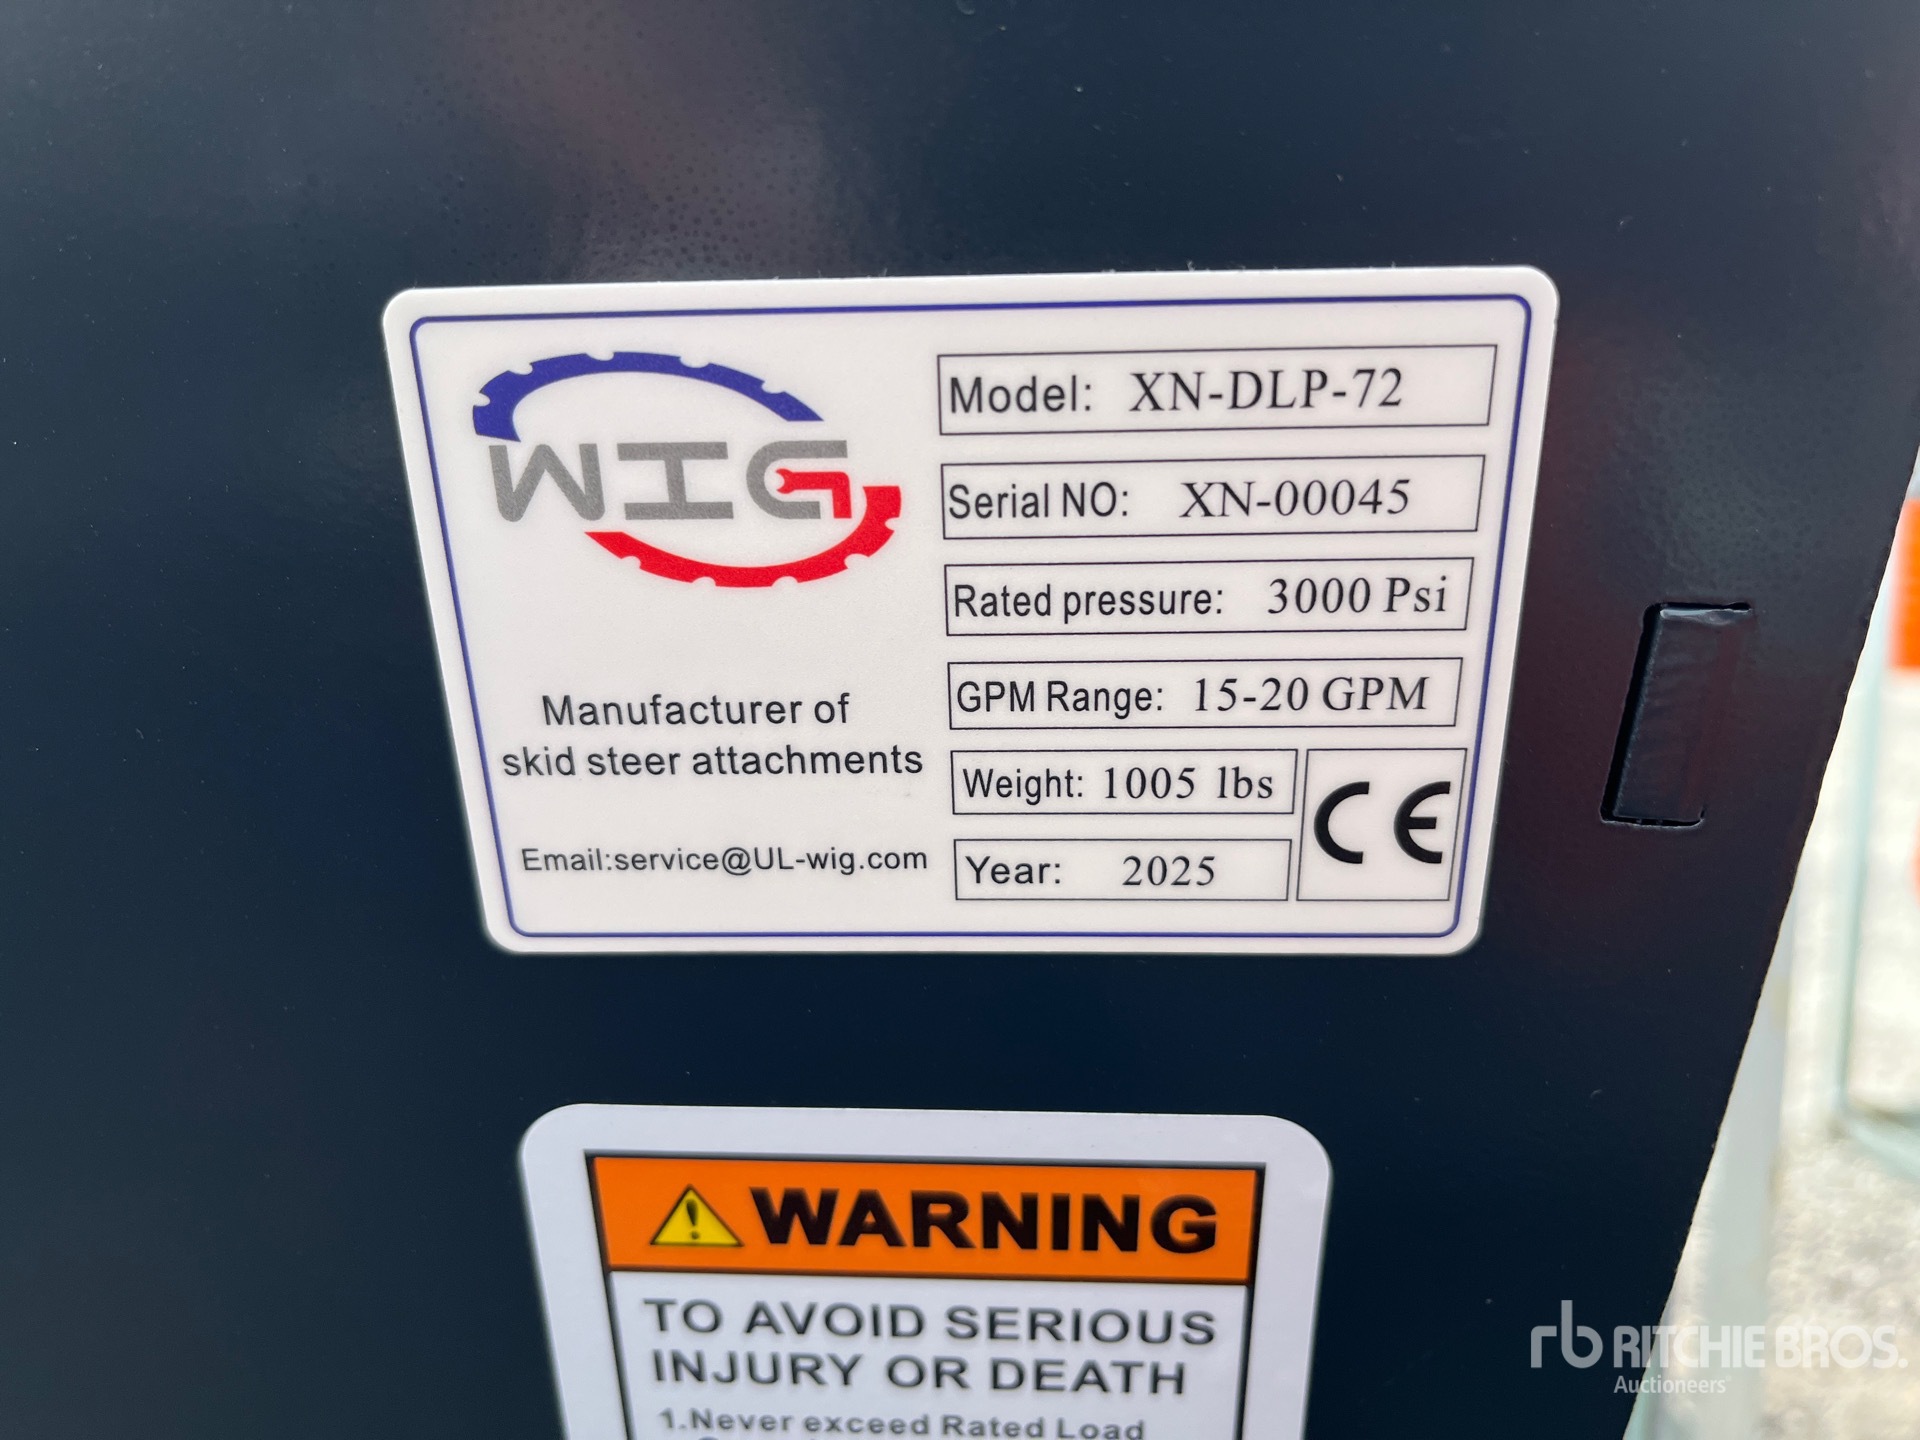 WIG
Manufacturer of
skid steer attachments
Email:service@UL-wig.com
Model: XN-DLP-72
Serial NO: XN-00045
Rated pressure: 3000 Psi
GPM Range: 15-20 GPM
Weight: 1005 lbs
Year: 2025
CE
WARNING
TO AVOID SERIOUS
INJURY OR DEATH
1.Never exceed Rated Load
rb RITCHIE BROS.
Auctioneers